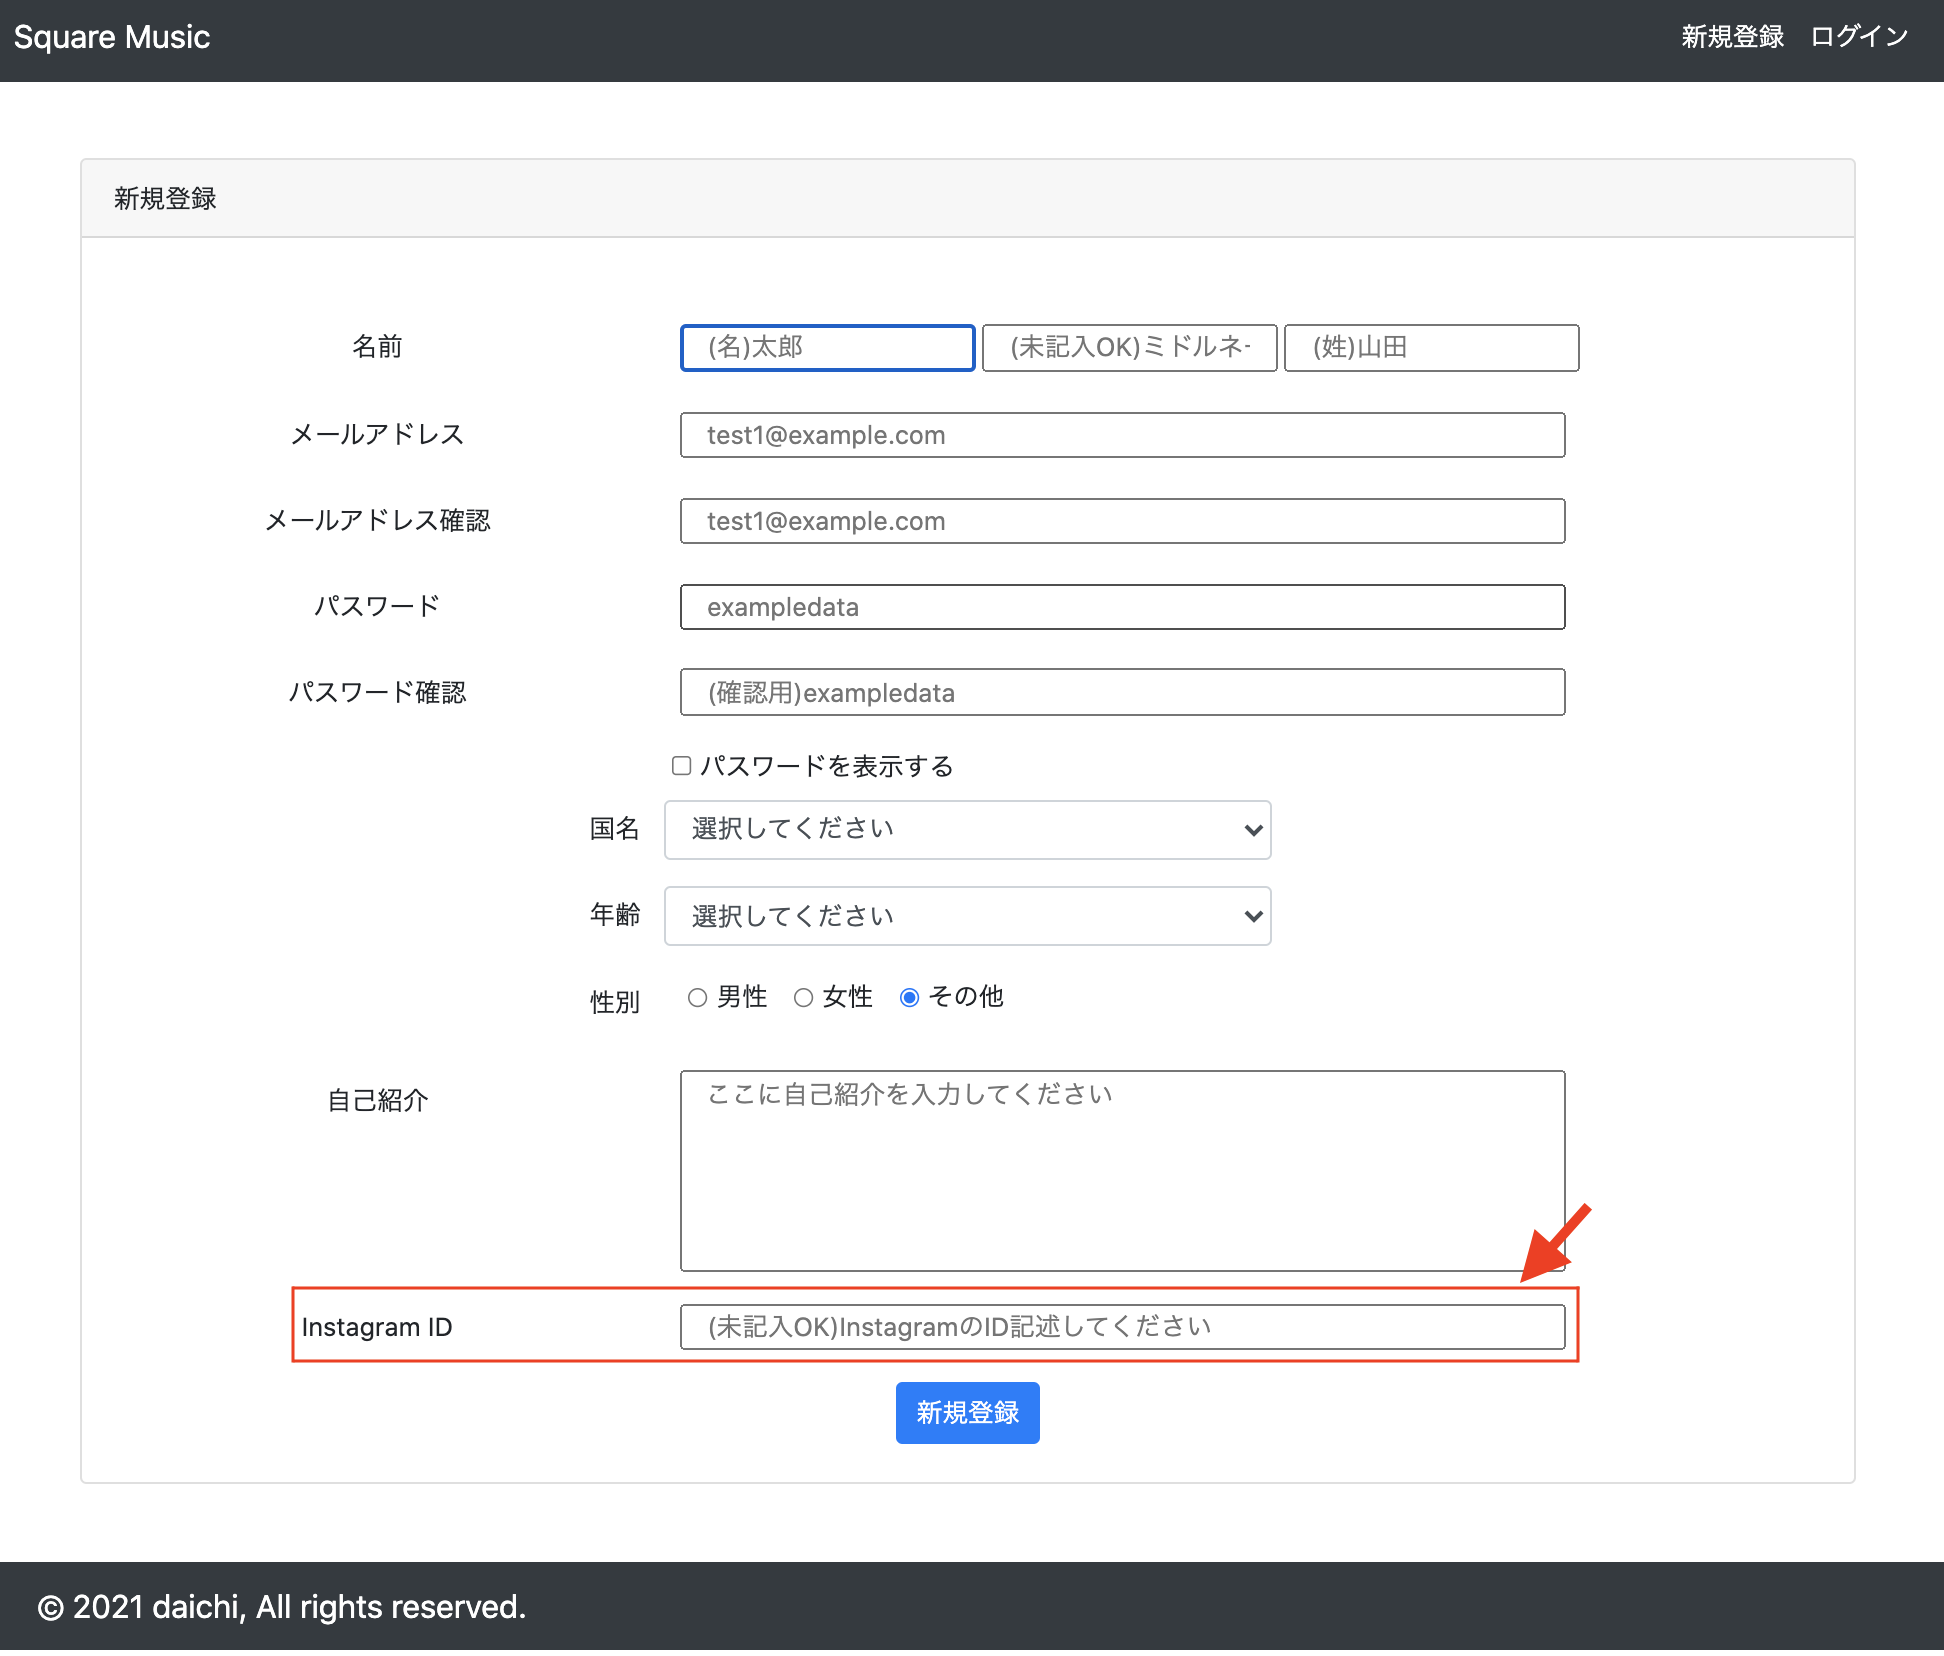 Square Music
新規登録 ログイン
新規登録
名前
(名)太郎 (未記入OK)ミドルネ (姓)山田
メールアドレス test1@example.com
メールアドレス確認 test1@example.com
パスワード exampledata
パスワード確認 (確認用)exampledata
パスワードを表示する
国名 選択してください
年齢 選択してください
性別 男性 女性 その他
自己紹介 ここに自己紹介を入力してください
Instagram ID (未記入OK)InstagramのID記述してください
新規登録
© 2021 daichi, All rights reserved.